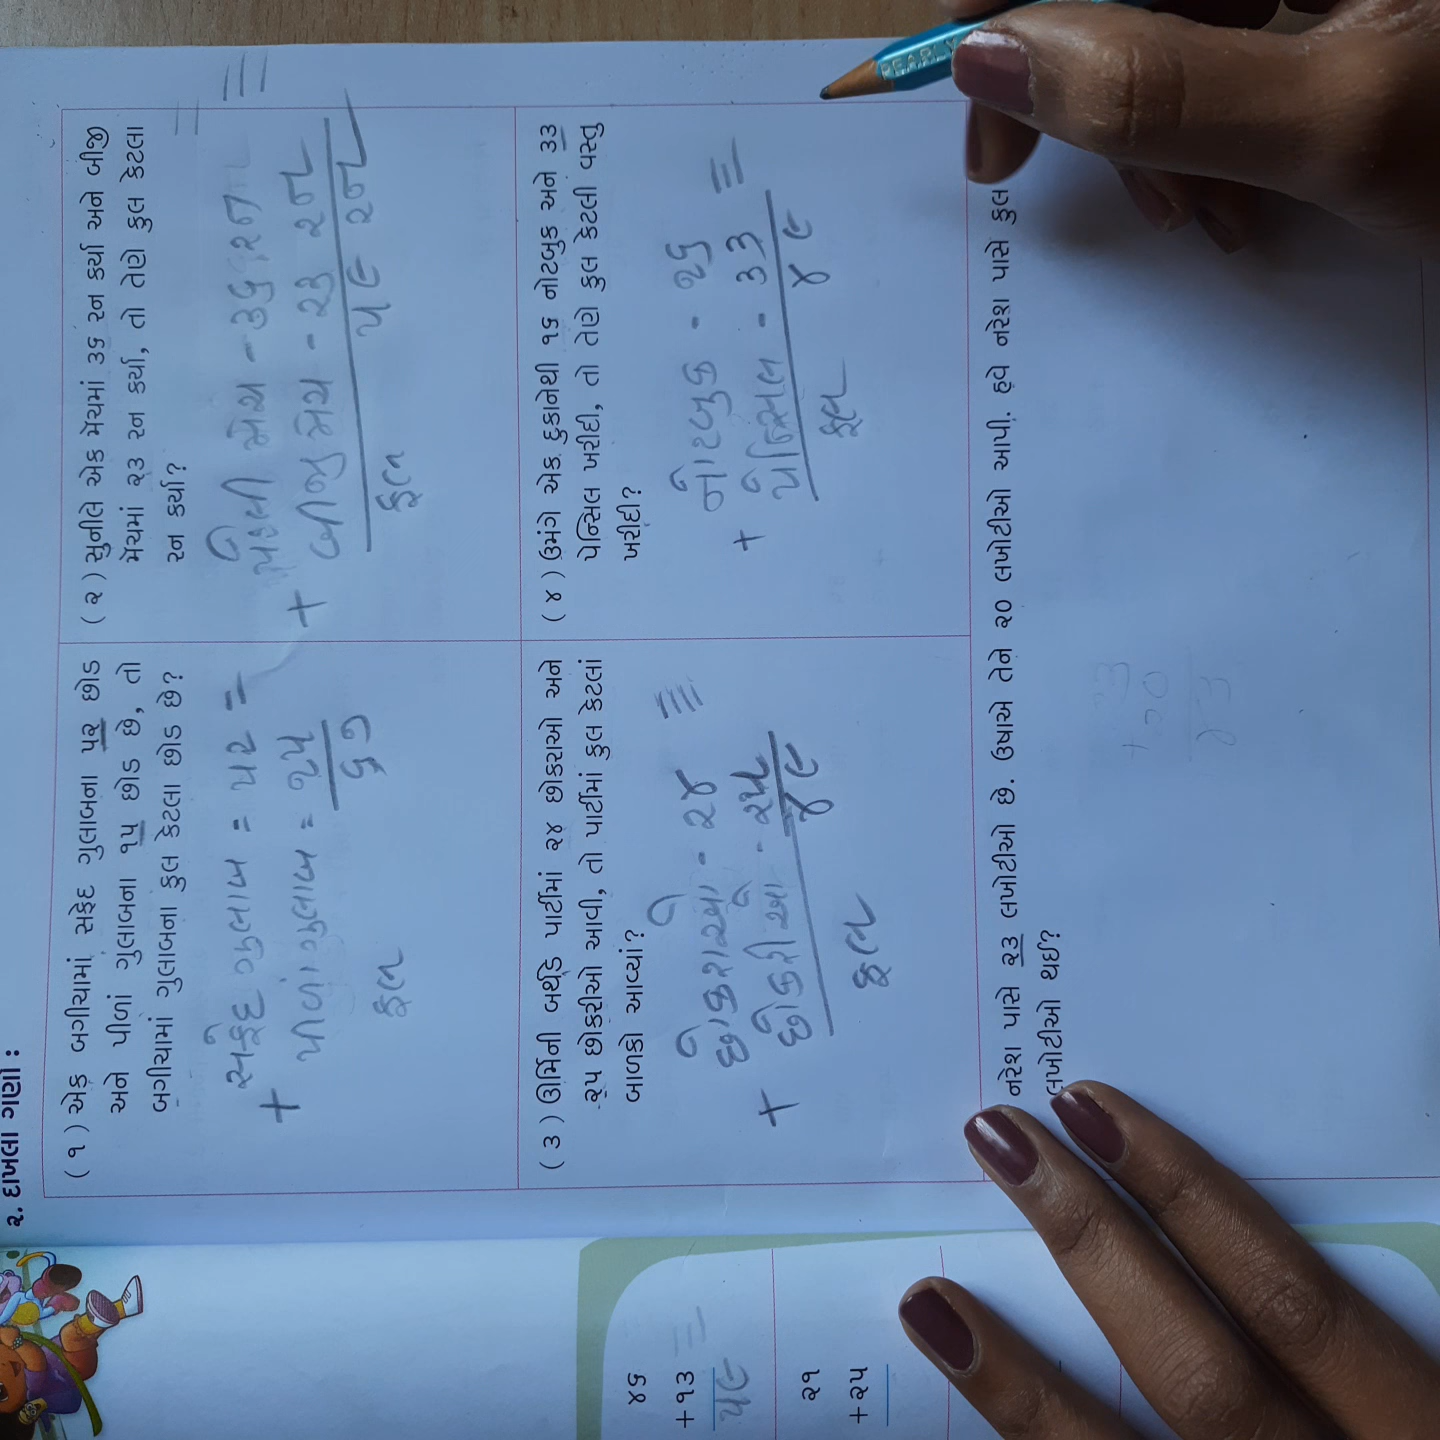 ૨. દાખલા ગણો :
( ૧ ) એક બગીચામાં સફેદ ગુલાબના ૫૨ છોડ
અને પીળાં ગુલાબના ૧૫ છોડ છે, તો
બગીચામાં ગુલાબના કુલ કેટલા છોડ છે?
સફેદ ગુલાબ = ૫૨
+ પીળાં ગુલાબ = ૧૫
કુલ ૬૭
( ૨ ) સુનીલે એક મેચમાં ૩૬ રન કર્યા અને બીજી
મેચમાં ૨૩ રન કર્યા, તો તેણે કુલ કેટલા
રન કર્યા?
પહેલી મેચ - ૩૬ રન
+ બીજી મેચ - ૨૩ રન
કુલ ૫૯ રન
( ૩ ) ઊર્મિની બર્થડે પાર્ટીમાં ૨૪ છોકરાઓ અને
૨૫ છોકરીઓ આવી, તો પાર્ટીમાં કુલ કેટલાં
બાળકો આવ્યાં?
છોકરાઓ - ૨૪
+ છોકરીઓ - ૨૫
કુલ ૪૯
( ૪ ) ઉમંગે એક દુકાનેથી ૧૬ નોટબુક અને ૩૩
પેન્સિલ ખરીદી, તો તેણે કુલ કેટલી વસ્તુ
ખરીદી?
નોટબુક - ૧૬
+ પેન્સિલ - ૩૩
કુલ ૪૯
નરેશ પાસે ૨૩ લખોટીઓ છે. ઉષાએ તેને ૨૦ લખોટીઓ આપી. હવે નરેશ પાસે કુલ
લખોટીઓ થઈ?
૪૬
+ ૧૩
૫૯
૨૧
+ ૨૫
PEARLY